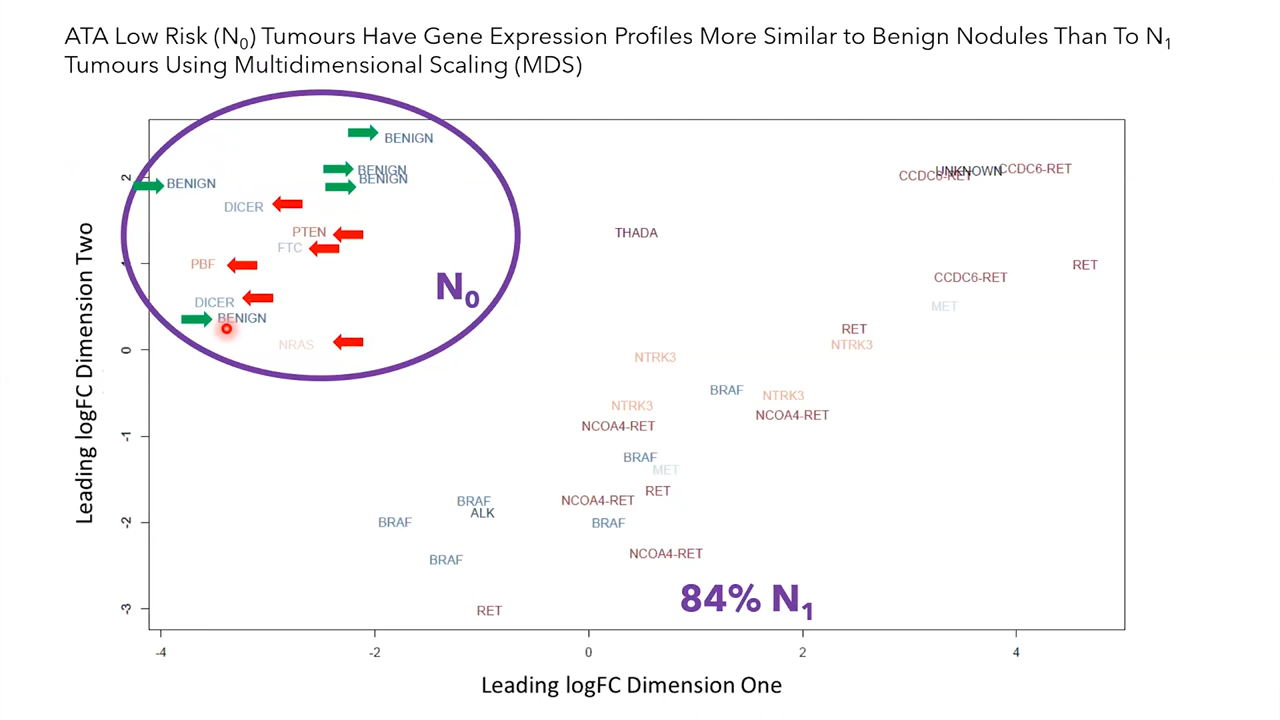 ATA Low Risk (N0) Tumours Have Gene Expression Profiles More Similar to Benign Nodules Than To N1
Tumours Using Multidimensional Scaling (MDS)
BENIGN
BENIGN
BENIGN
BENIGN
DICER
PTEN
FTC
PBF
DICER
BENIGN
NRAS
N0
UNKNOWN
CCDC6-RET
CCDC6-RET
THADA
RET
CCDC6-RET
MET
RET
NTRK3
NTRK3
BRAF
NTRK3
NTRK3
NCOA4-RET
NCOA4-RET
BRAF
MET
RET
NCOA4-RET
BRAF
ALK
BRAF
BRAF
NCOA4-RET
BRAF
RET
84% N1
2
1
0
-1
-2
-3
-4
-2
0
2
4
Leading logFC Dimension Two
Leading logFC Dimension One